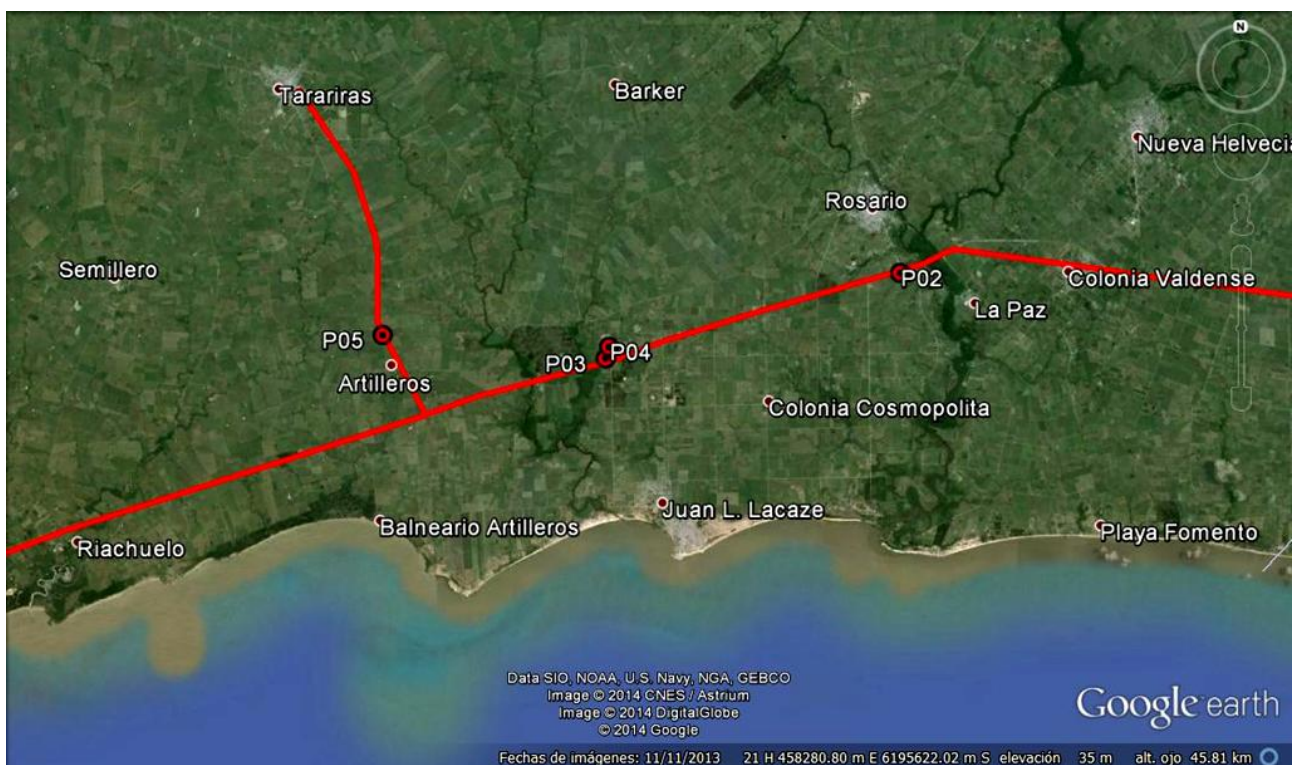 N
Tarariras
Barker
Nueva Helvecia
Rosario
Semillero
P02
Colonia Valdense
La Paz
P05
P04
P03
Artilleros
Colonia Cosmopolita
Juan L. Lacaze
Balneario Artilleros
Playa Fomento
Riachuelo
Data SIO, NOAA, U.S. Navy, NGA, GEBCO
Image © 2014 CNES / Astrium
Image © 2014 DigitalGlobe
© 2014 Google
Google earth
Fechas de imágenes: 11/11/2013 21 H 458280.80 m E 6195622.02 m S elevación 35 m alt. ojo 45.81 km